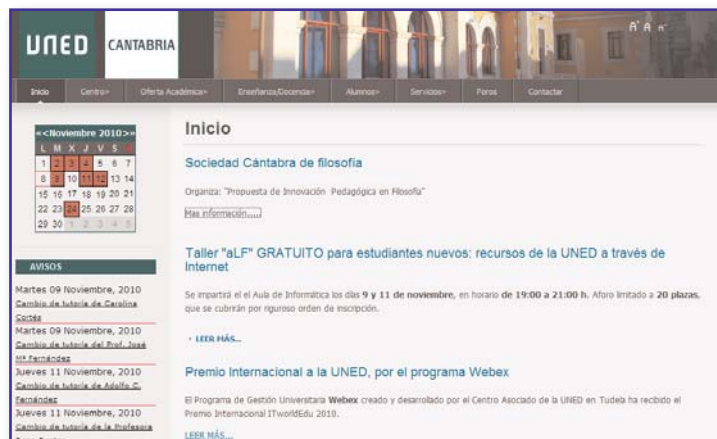 UNED
CANTABRIA
A+ A A-
Inicio
Centro»
Oferta Académica»
Enseñanza/Docencia»
Alumnos»
Servicios»
Foros
Contactar
«<Noviembre 2010>»
L M X J V S
1 2 3 4 5 6 7
8 9 10 11 12 13 14
15 16 17 18 19 20 21
22 23 24 25 26 27 28
29 30 1 2 3 4 5
AVISOS
Martes 09 Noviembre, 2010
Cambio de tutoría de Carolina
Cortés
Martes 09 Noviembre, 2010
Cambio de tutoría del Prof. José
Mª Fernández
Jueves 11 Noviembre, 2010
Cambio de tutoría de Adolfo C.
Fernández
Jueves 11 Noviembre, 2010
Cambio de tutoría de la Profesora
Inicio
Sociedad Cántabra de filosofía
Organiza: "Propuesta de Innovación Pedagógica en Filosofía"
Mas información.....
Taller "aLF" GRATUITO para estudiantes nuevos: recursos de la UNED a través de
Internet
Se impartirá el el Aula de Informática los días 9 y 11 de noviembre, en horario de 19:00 a 21:00 h. Aforo limitado a 20 plazas,
que se cubrirán por riguroso orden de inscripción.
LEER MÁS...
Premio Internacional a la UNED, por el programa Webex
El Programa de Gestión Universitaria Webex creado y desarrollado por el Centro Asociado de la UNED en Tudela ha recibido el
Premio Internacional ITworldEdu 2010.
LEER MÁS...